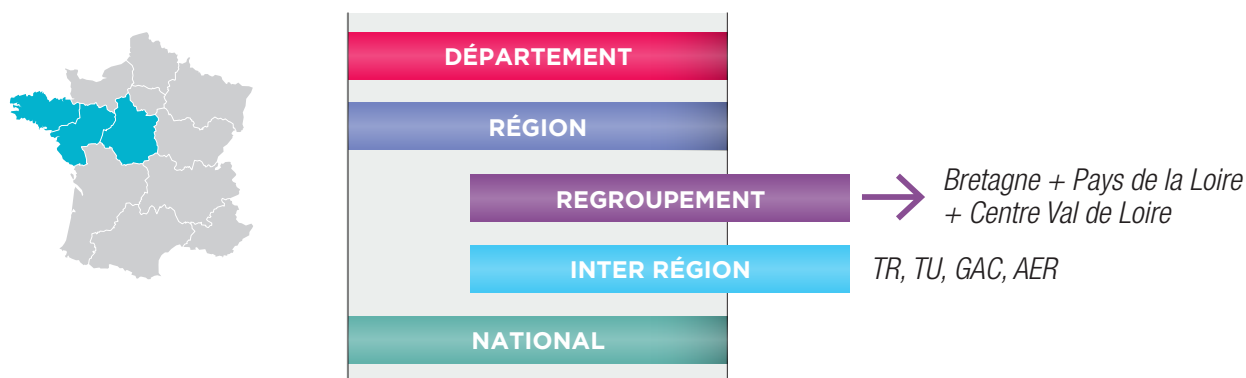 DÉPARTEMENT
RÉGION
REGROUPEMENT
Bretagne + Pays de la Loire
+ Centre Val de Loire
INTER RÉGION
TR, TU, GAC, AER
NATIONAL